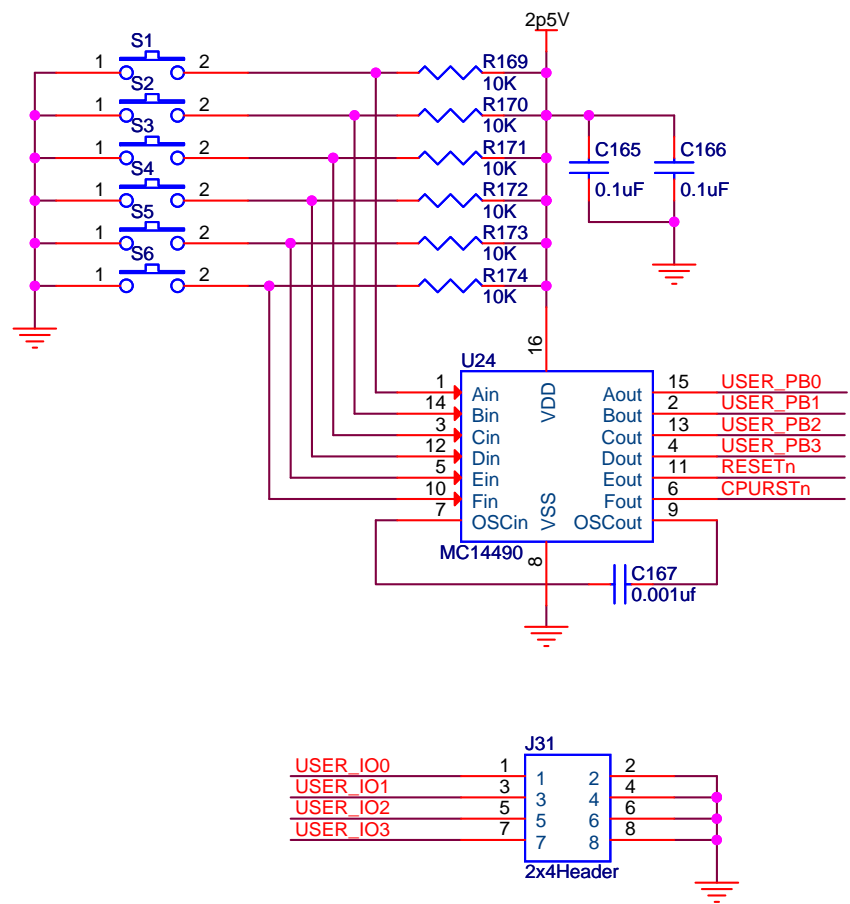 2p5V
S1
1 2 R169
10K
S2
1 2 R170
10K
S3
1 2 R171
10K
C165 C166
0.1uF 0.1uF
S4
1 2 R172
10K
S5
1 2 R173
10K
S6
1 2 R174
10K
16
U24
VDD
1 Ain Aout 15 USER_PB0
14 Bin Bout 2 USER_PB1
3 Cin Cout 13 USER_PB2
12 Din Dout 4 USER_PB3
5 Ein Eout 11 RESETn
10 Fin Fout 6 CPURSTn
7 OSCin VSS OSCout 9
MC14490
8
C167
0.001uf
J31
USER_IO0 1 1 2 2
USER_IO1 3 3 4 4
USER_IO2 5 5 6 6
USER_IO3 7 7 8 8
2x4Header